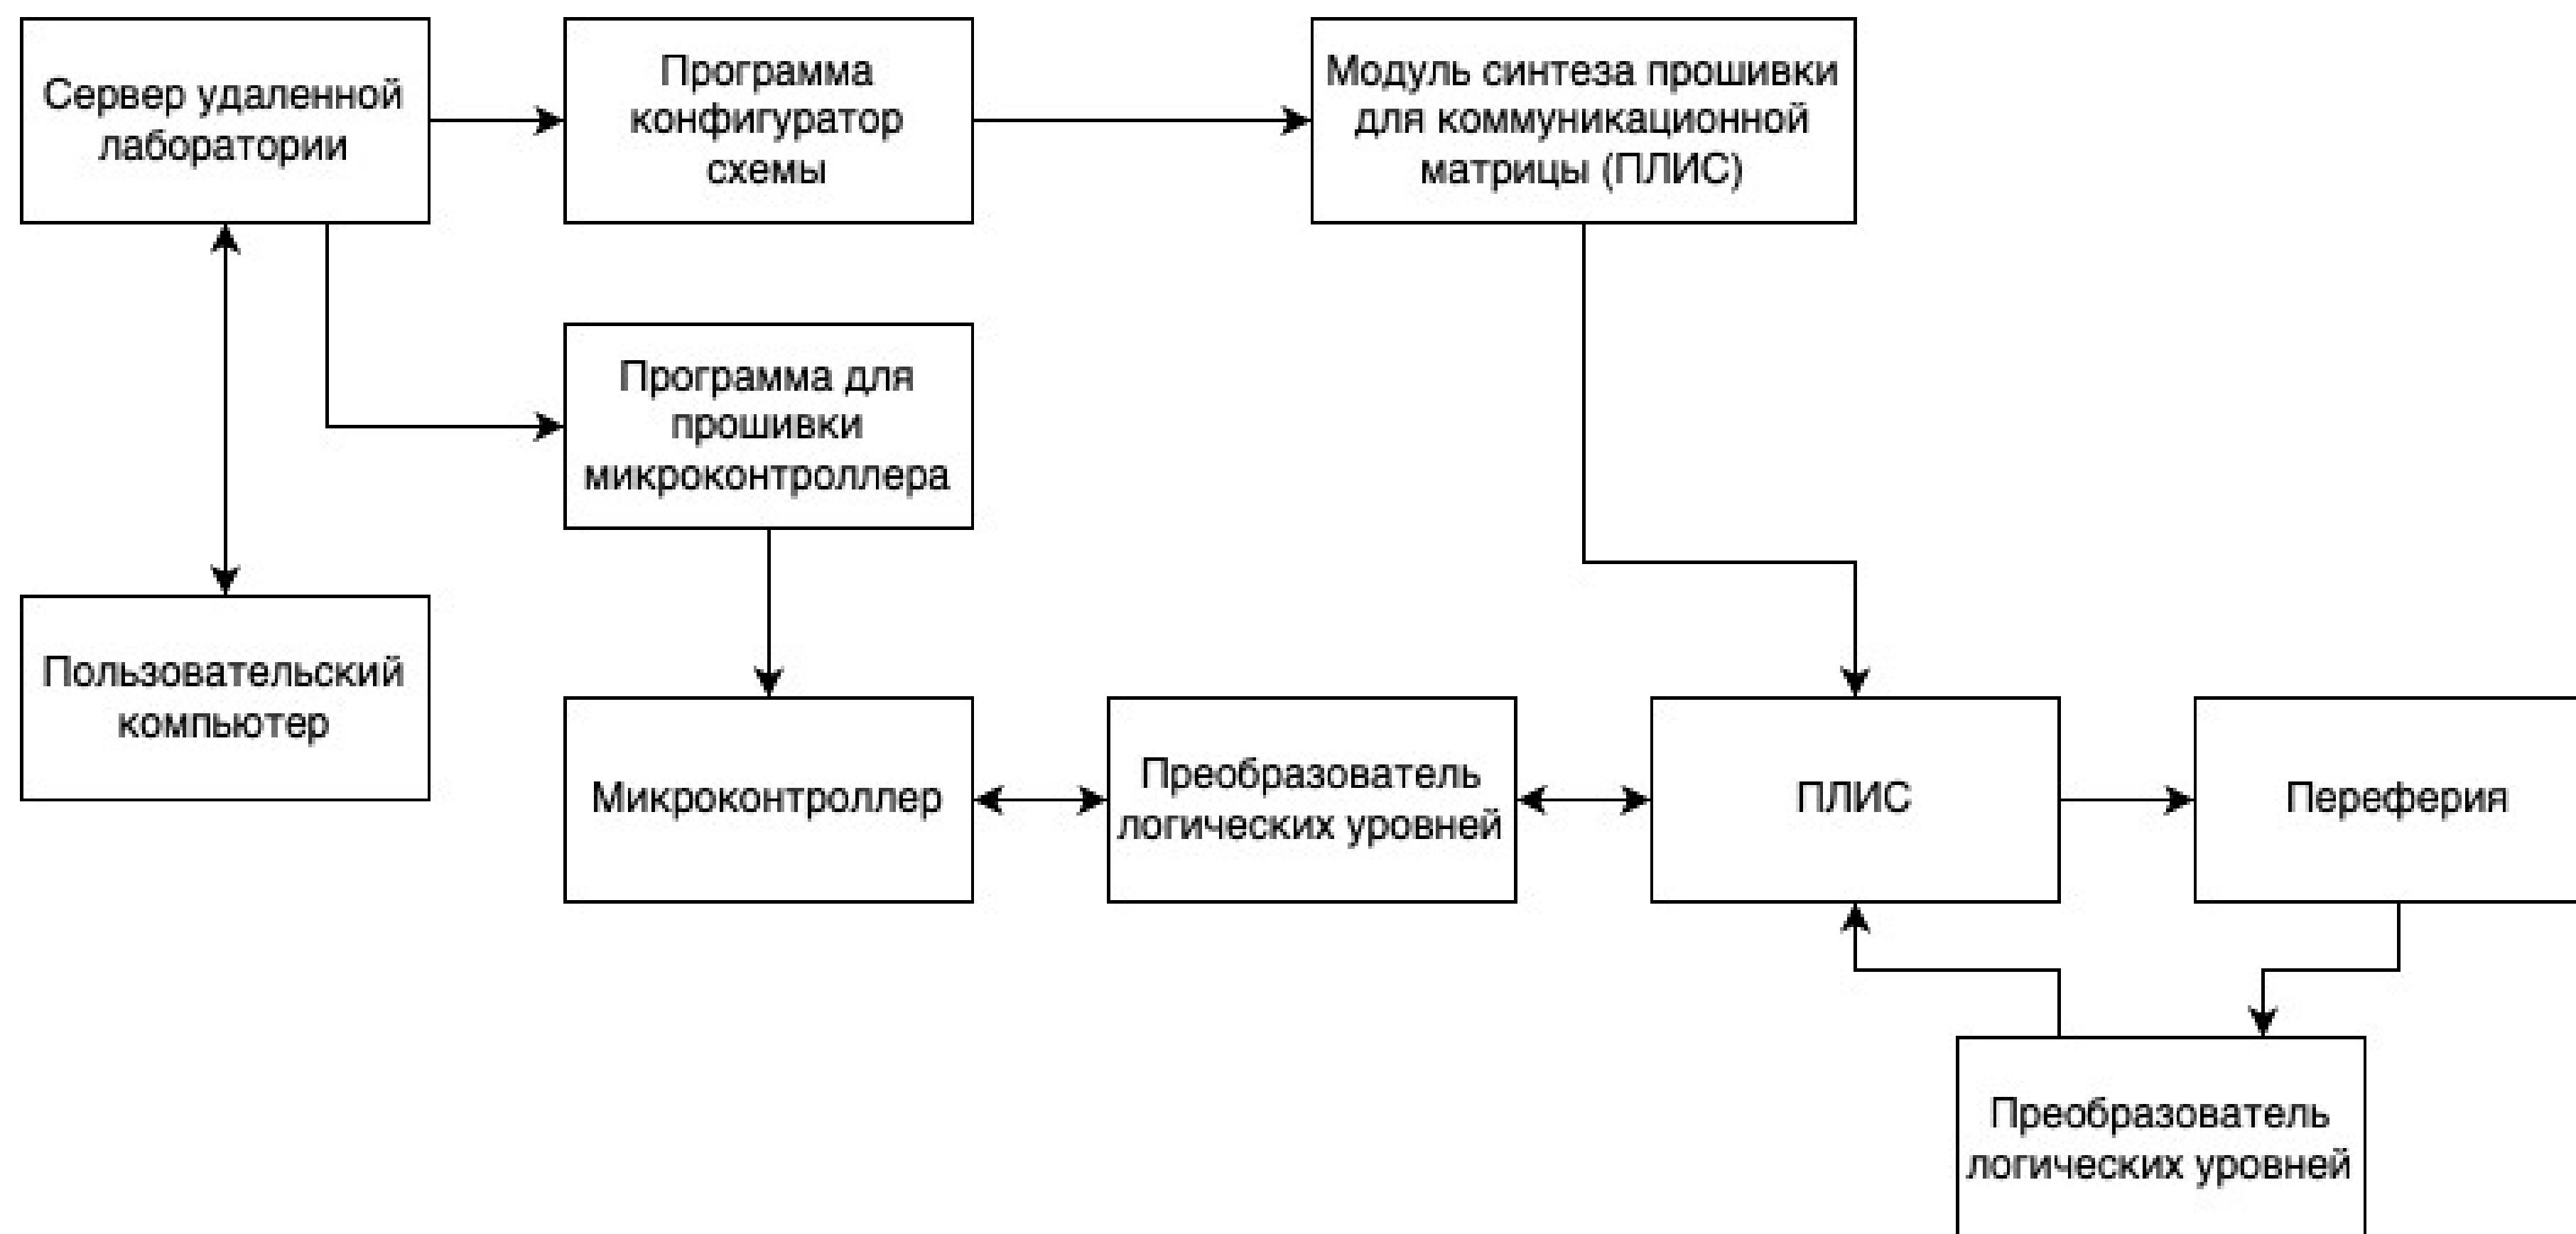 Сервер удаленной
лаборатории
Программа
конфигуратор
схемы
Модуль синтеза прошивки
для коммуникационной
матрицы (ПЛИС)
Программа для
прошивки
микроконтроллера
Пользовательский
компьютер
Микроконтроллер
Преобразователь
логических уровней
ПЛИС
Переферия
Преобразователь
логических уровней